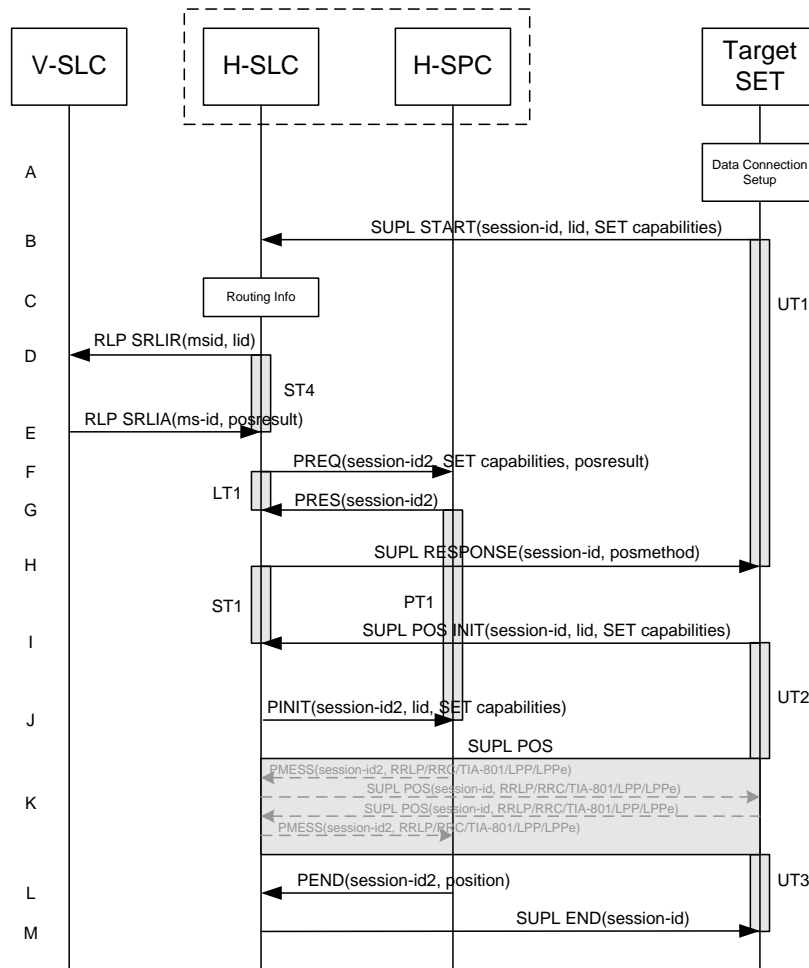 V-SLC
H-SLC
H-SPC
Target
SET
A
Data Connection
Setup
B
SUPL START(session-id, lid, SET capabilities)
C
Routing Info
UT1
D
RLP SRLIR(msid, lid)
ST4
E
RLP SRLIA(ms-id, posresult)
F
PREQ(session-id2, SET capabilities, posresult)
LT1
G
PRES(session-id2)
H
SUPL RESPONSE(session-id, posmethod)
ST1
PT1
I
SUPL POS INIT(session-id, lid, SET capabilities)
UT2
J
PINIT(session-id2, lid, SET capabilities)
SUPL POS
PMESS(session-id2, RRLP/RRC/TIA-801/LPP/LPPe)
SUPL POS(session-id, RRLP/RRC/TIA-801/LPP/LPPe)
K
SUPL POS(session-id, RRLP/RRC/TIA-801/LPP/LPPe)
PMESS(session-id2, RRLP/RRC/TIA-801/LPP/LPPe)
L
PEND(session-id2, position)
UT3
M
SUPL END(session-id)